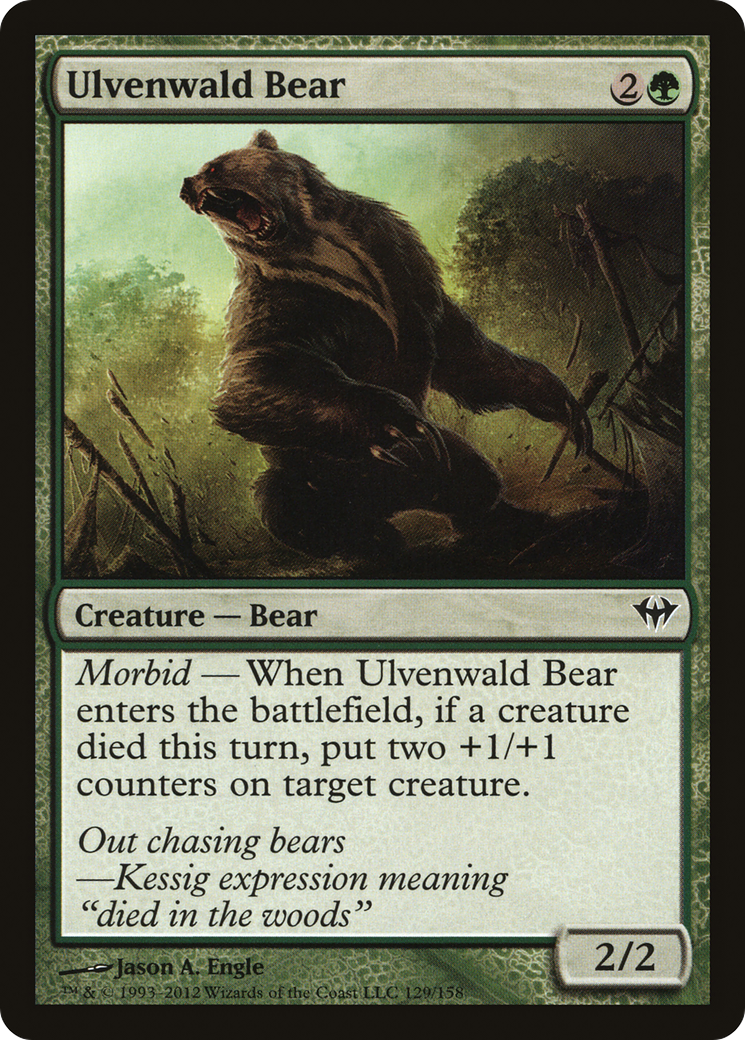 Ulvenwald Bear 2
Creature — Bear
Morbid — When Ulvenwald Bear
enters the battlefield, if a creature
died this turn, put two +1/+1
counters on target creature.
Out chasing bears
—Kessig expression meaning
“died in the woods”
2/2
Jason A. Engle
™ & © 1993–2012 Wizards of the Coast LLC 129/158